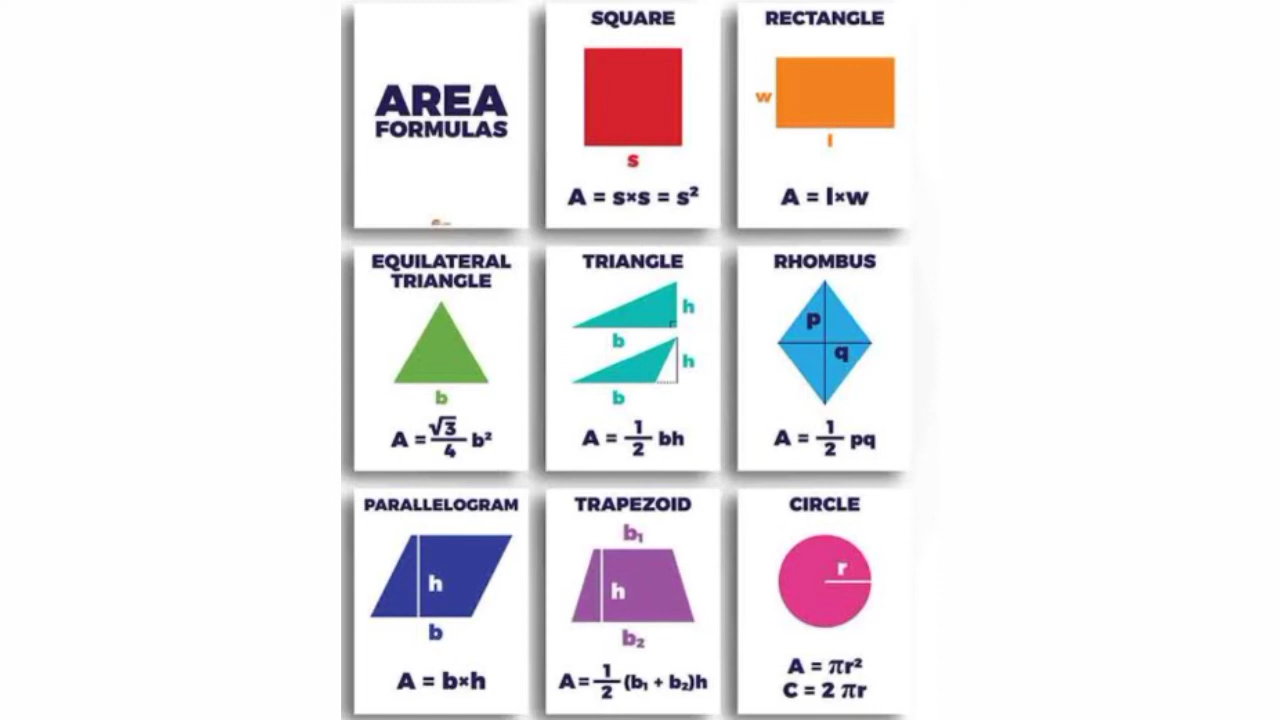 AREA
FORMULAS
SQUARE
s
A = s×s = s²
RECTANGLE
w
l
A = l×w
EQUILATERAL
TRIANGLE
b
A = √3/4 b²
TRIANGLE
h
b
h
b
A = 1/2 bh
RHOMBUS
p
q
A = 1/2 pq
PARALLELOGRAM
h
b
A = b×h
TRAPEZOID
b₁
h
b₂
A = 1/2 (b₁ + b₂)h
CIRCLE
r
A = πr²
C = 2 πr